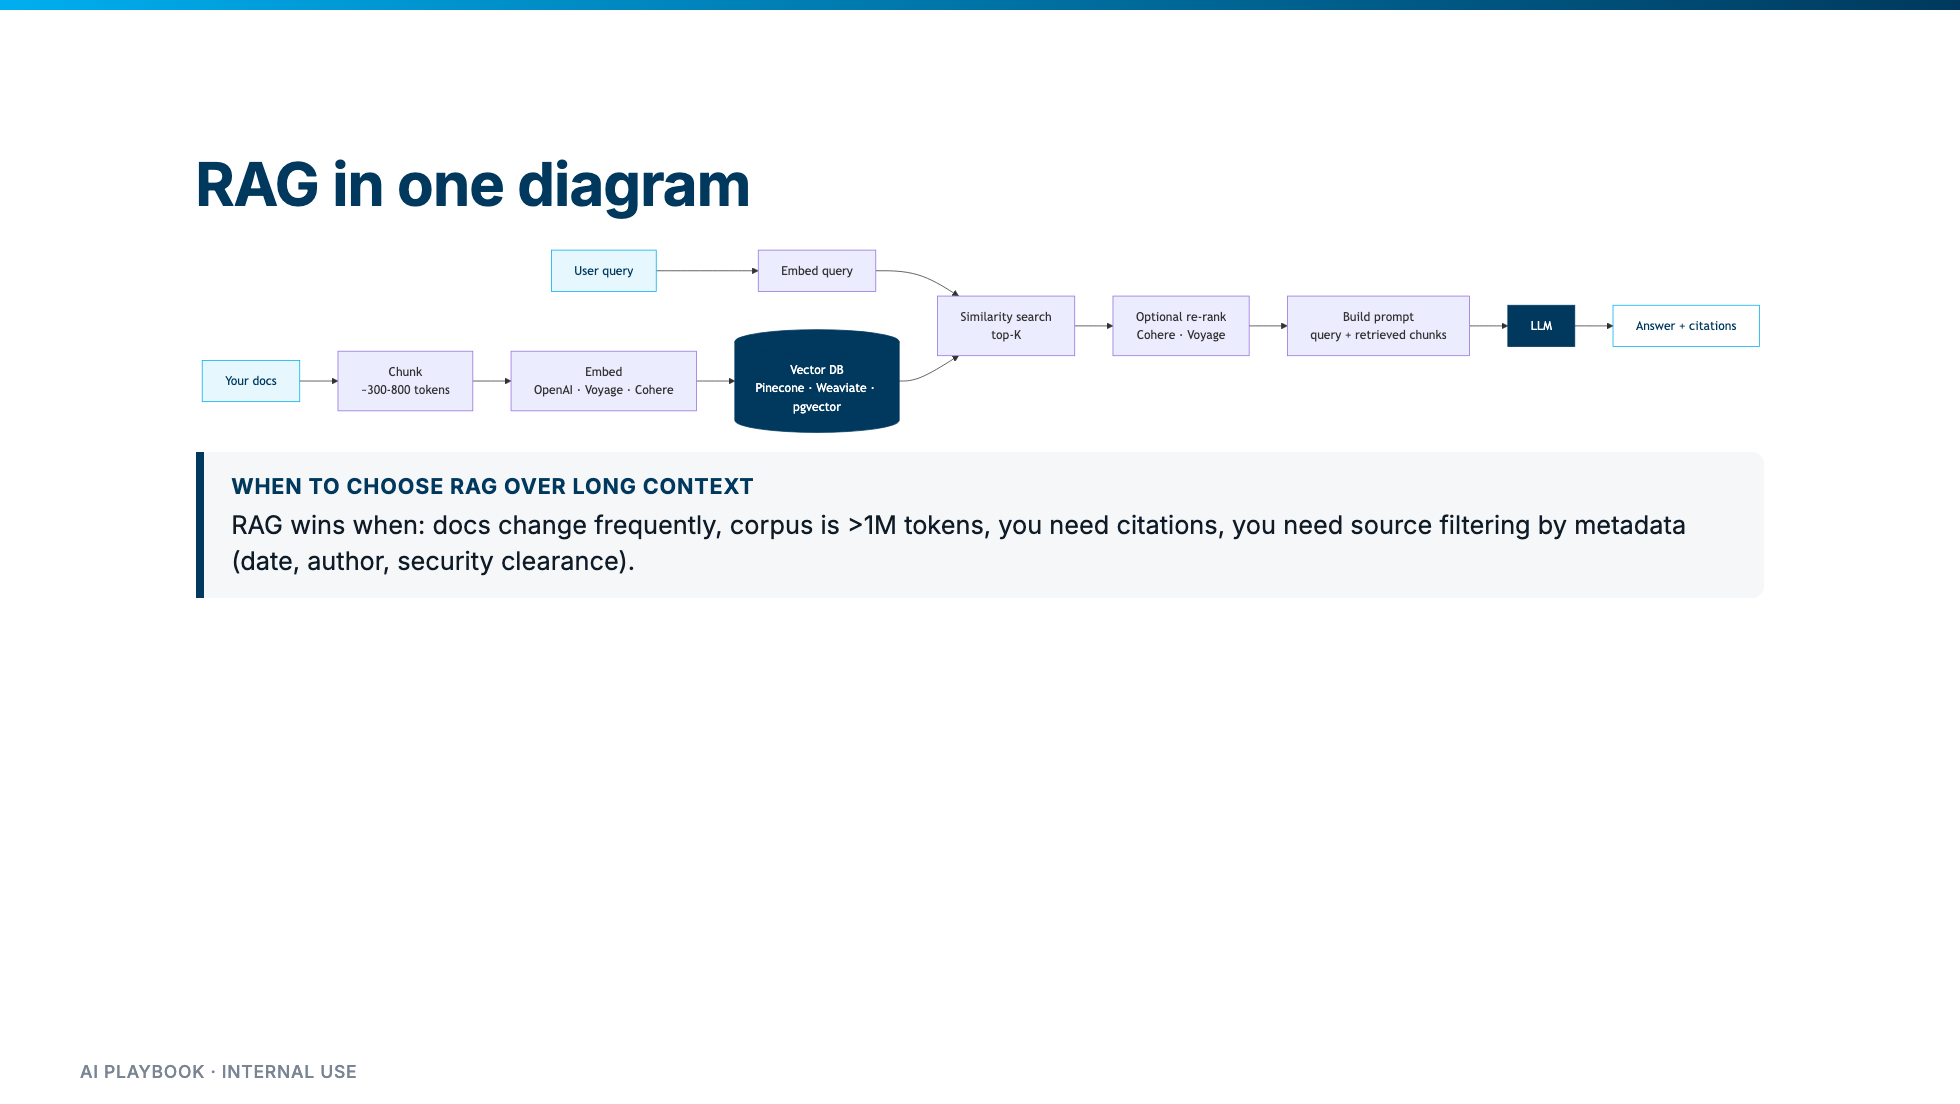 RAG in one diagram
User query
Embed query
Your docs
Chunk
~300-800 tokens
Embed
OpenAI · Voyage · Cohere
Vector DB
Pinecone · Weaviate ·
pgvector
Similarity search
top-K
Optional re-rank
Cohere · Voyage
Build prompt
query + retrieved chunks
LLM
Answer + citations
WHEN TO CHOOSE RAG OVER LONG CONTEXT
RAG wins when: docs change frequently, corpus is >1M tokens, you need citations, you need source filtering by metadata
(date, author, security clearance).
AI PLAYBOOK · INTERNAL USE